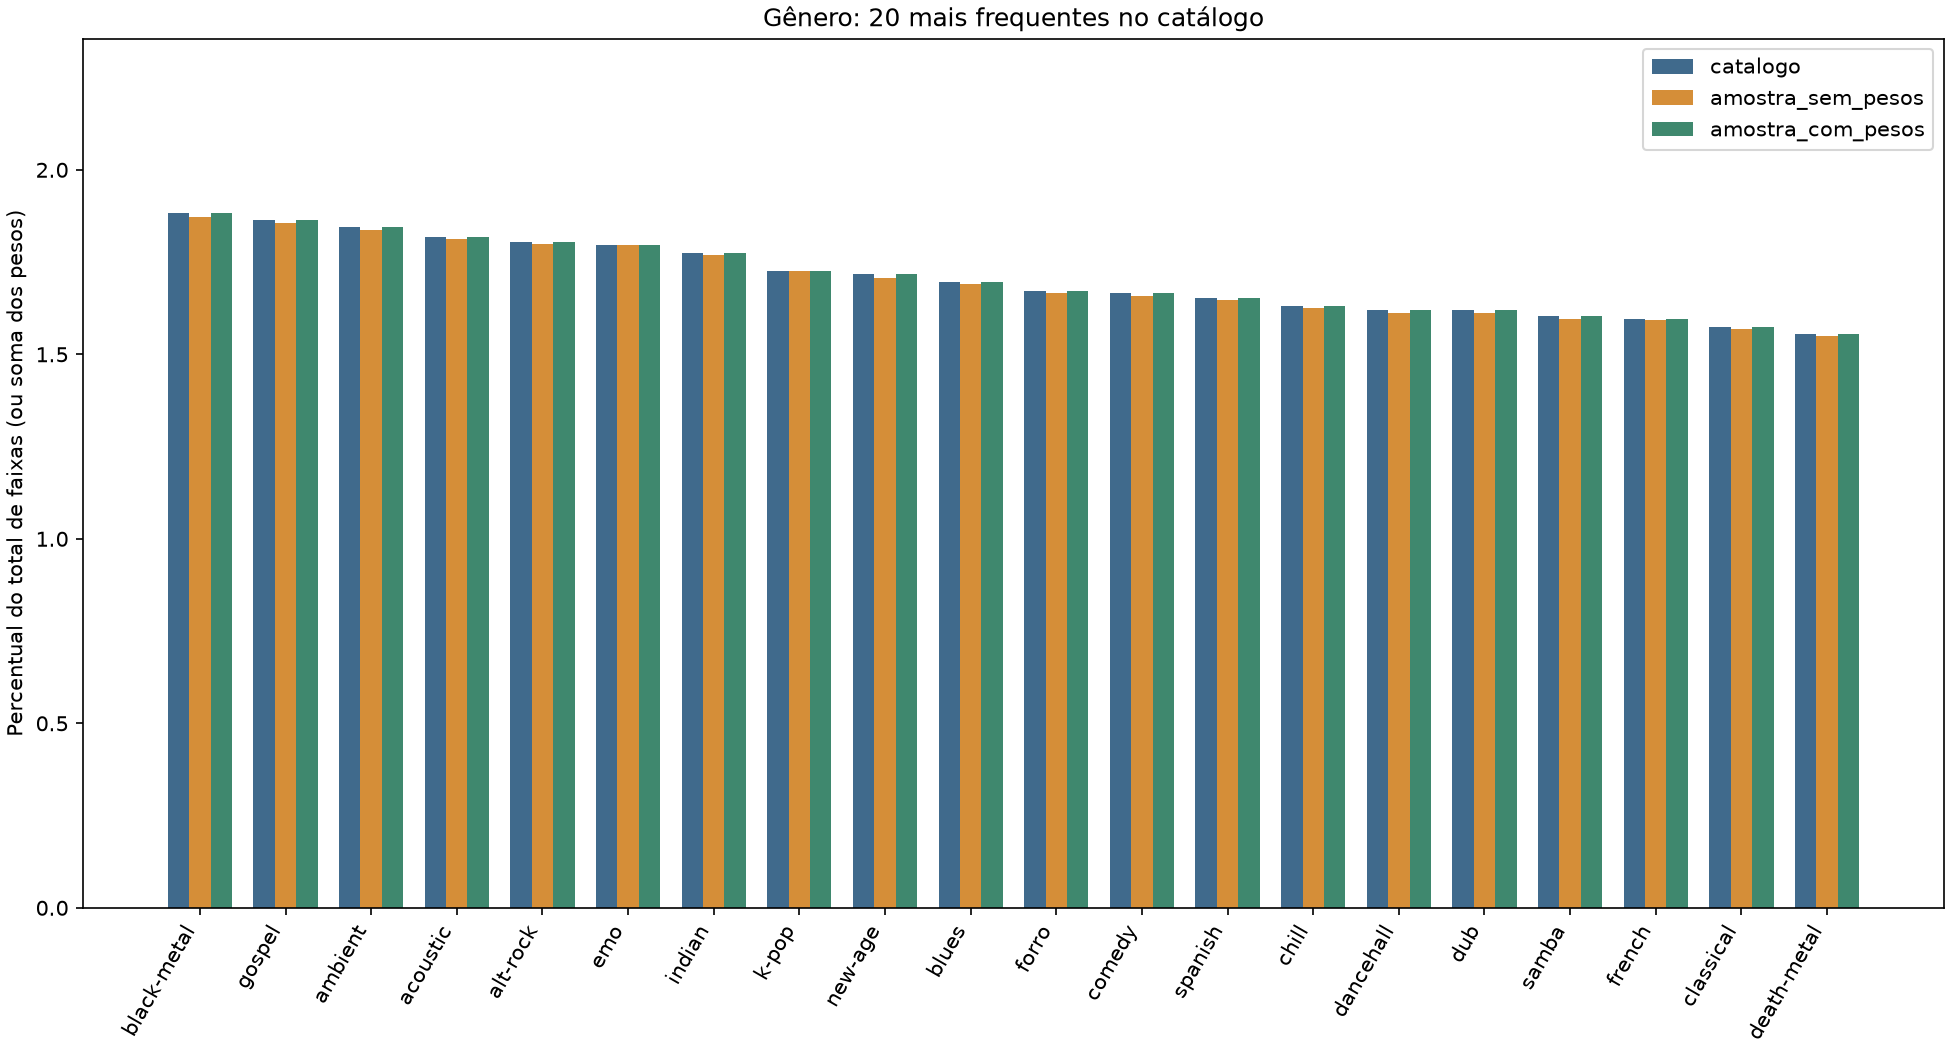 Gênero: 20 mais frequentes no catálogo
catalogo
amostra_sem_pesos
amostra_com_pesos
Percentual do total de faixas (ou soma dos pesos)
2.0
1.5
1.0
0.5
0.0
black-metal
gospel
ambient
acoustic
alt-rock
emo
indian
k-pop
new-age
blues
forro
comedy
spanish
chill
dancehall
dub
samba
french
classical
death-metal